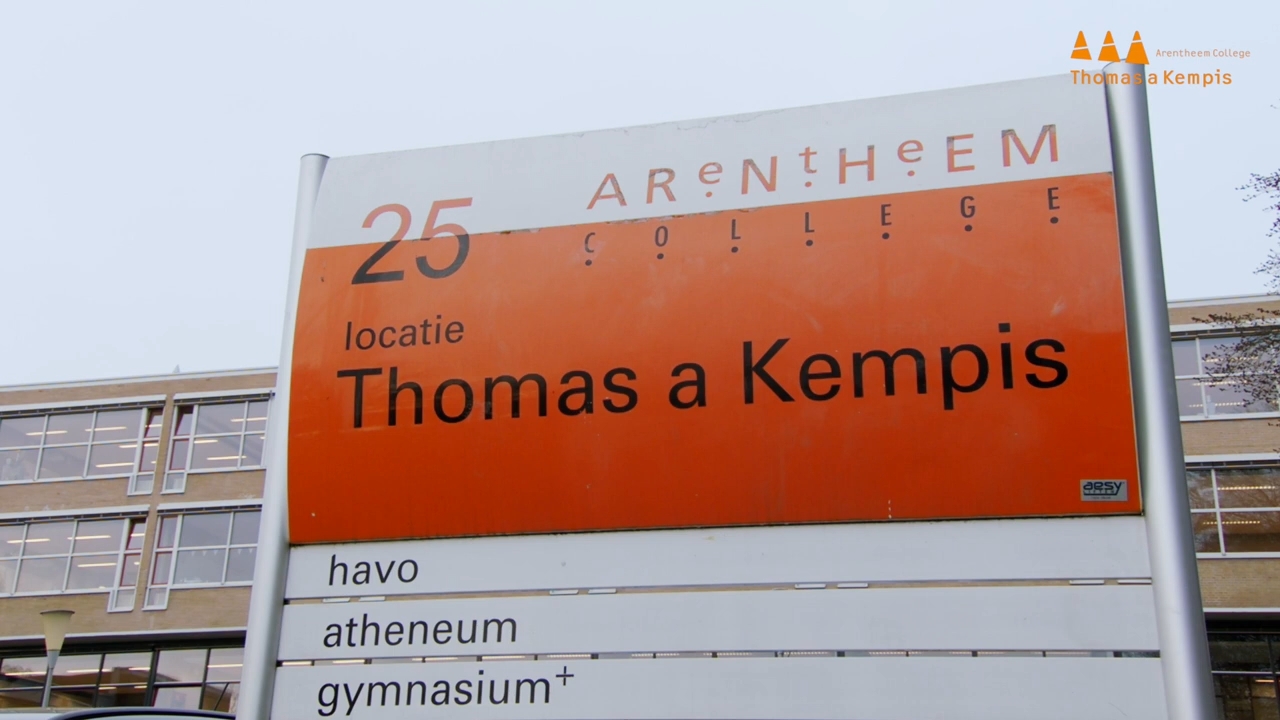 Arentheem College
Thomas a Kempis
ARENTHEEM
25
COLLEGE
locatie
Thomas a Kempis
aesy
havo
atheneum
gymnasium+